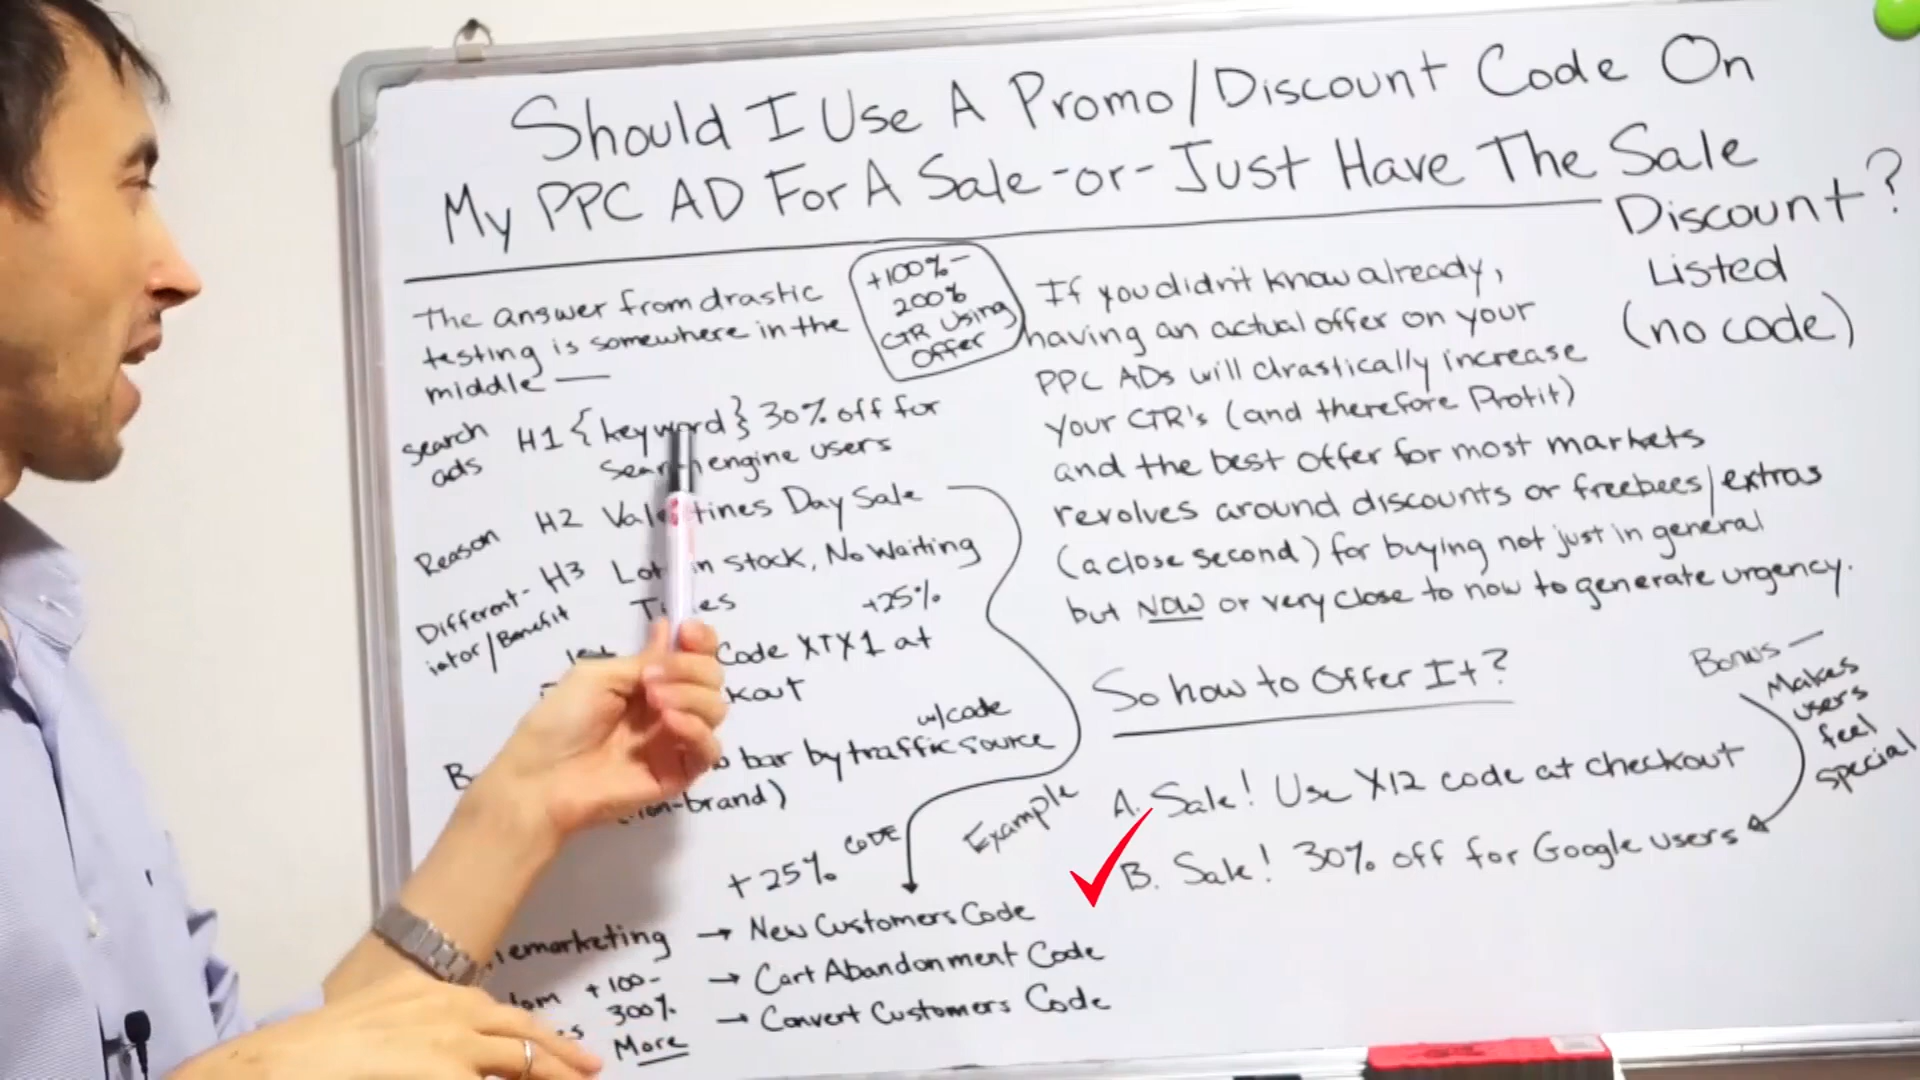 Should I Use A Promo/Discount Code On
My PPC AD For A Sale -or- Just Have The Sale
Discount?
Listed
(no code)
The answer from drastic
testing is somewhere in the
middle —
+100%-
200%
CTR Using
Offer
search
ads
H1 {keyword} 30% off for
Search engine users
Reason
H2 Valentines Day Sale
Different-
iator/Benefit
H3 Lots in stock, No Waiting
Times
+25%
Code XTX1 at
w/code
bar by traffic source
(non-brand)
+25% CODE
Example
→ New Customers Code
+100-
→ Cart Abandonment Code
300%
→ Convert Customers Code
More
If you didn't know already,
having an actual offer on your
PPC ADs will drastically increase
your CTR's (and therefore Profit)
and the best offer for most markets
revolves around discounts or freebees/extras
(a close second) for buying not just in general
but NOW or very close to now to generate urgency.
So how to Offer It?
Bonus —
Makes
users
feel
special
A. Sale! Use X12 code at checkout
B. Sale! 30% off for Google users